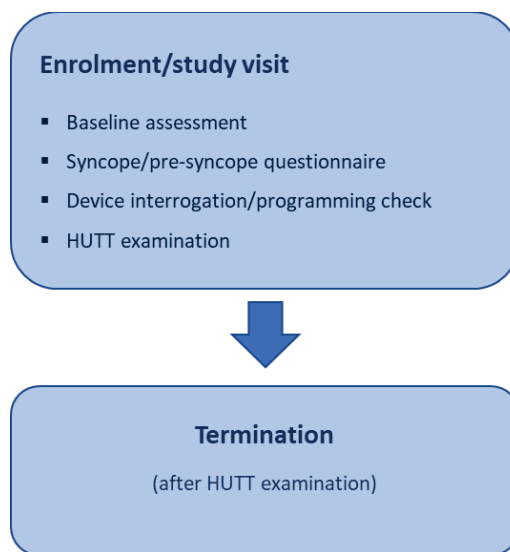 Enrolment/study visit
▪ Baseline assessment
▪ Syncope/pre-syncope questionnaire
▪ Device interrogation/programming check
▪ HUTT examination
Termination
(after HUTT examination)